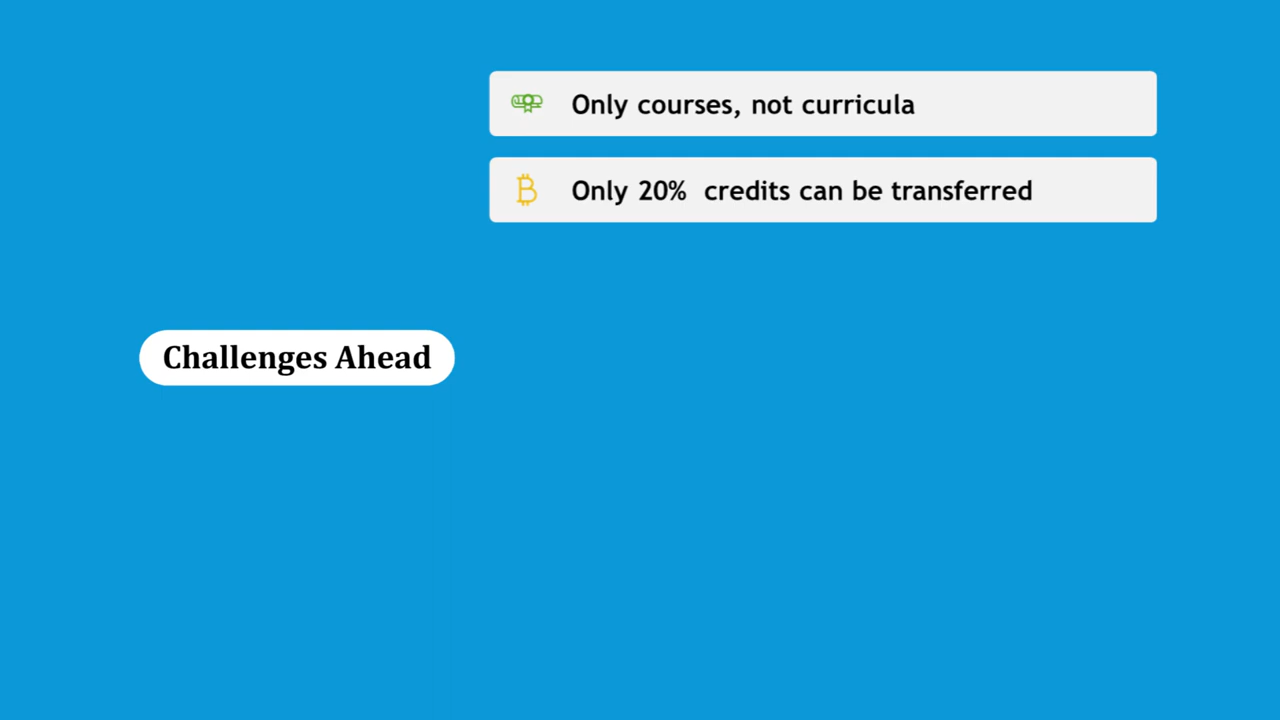 Only courses, not curricula
Only 20% credits can be transferred
Challenges Ahead